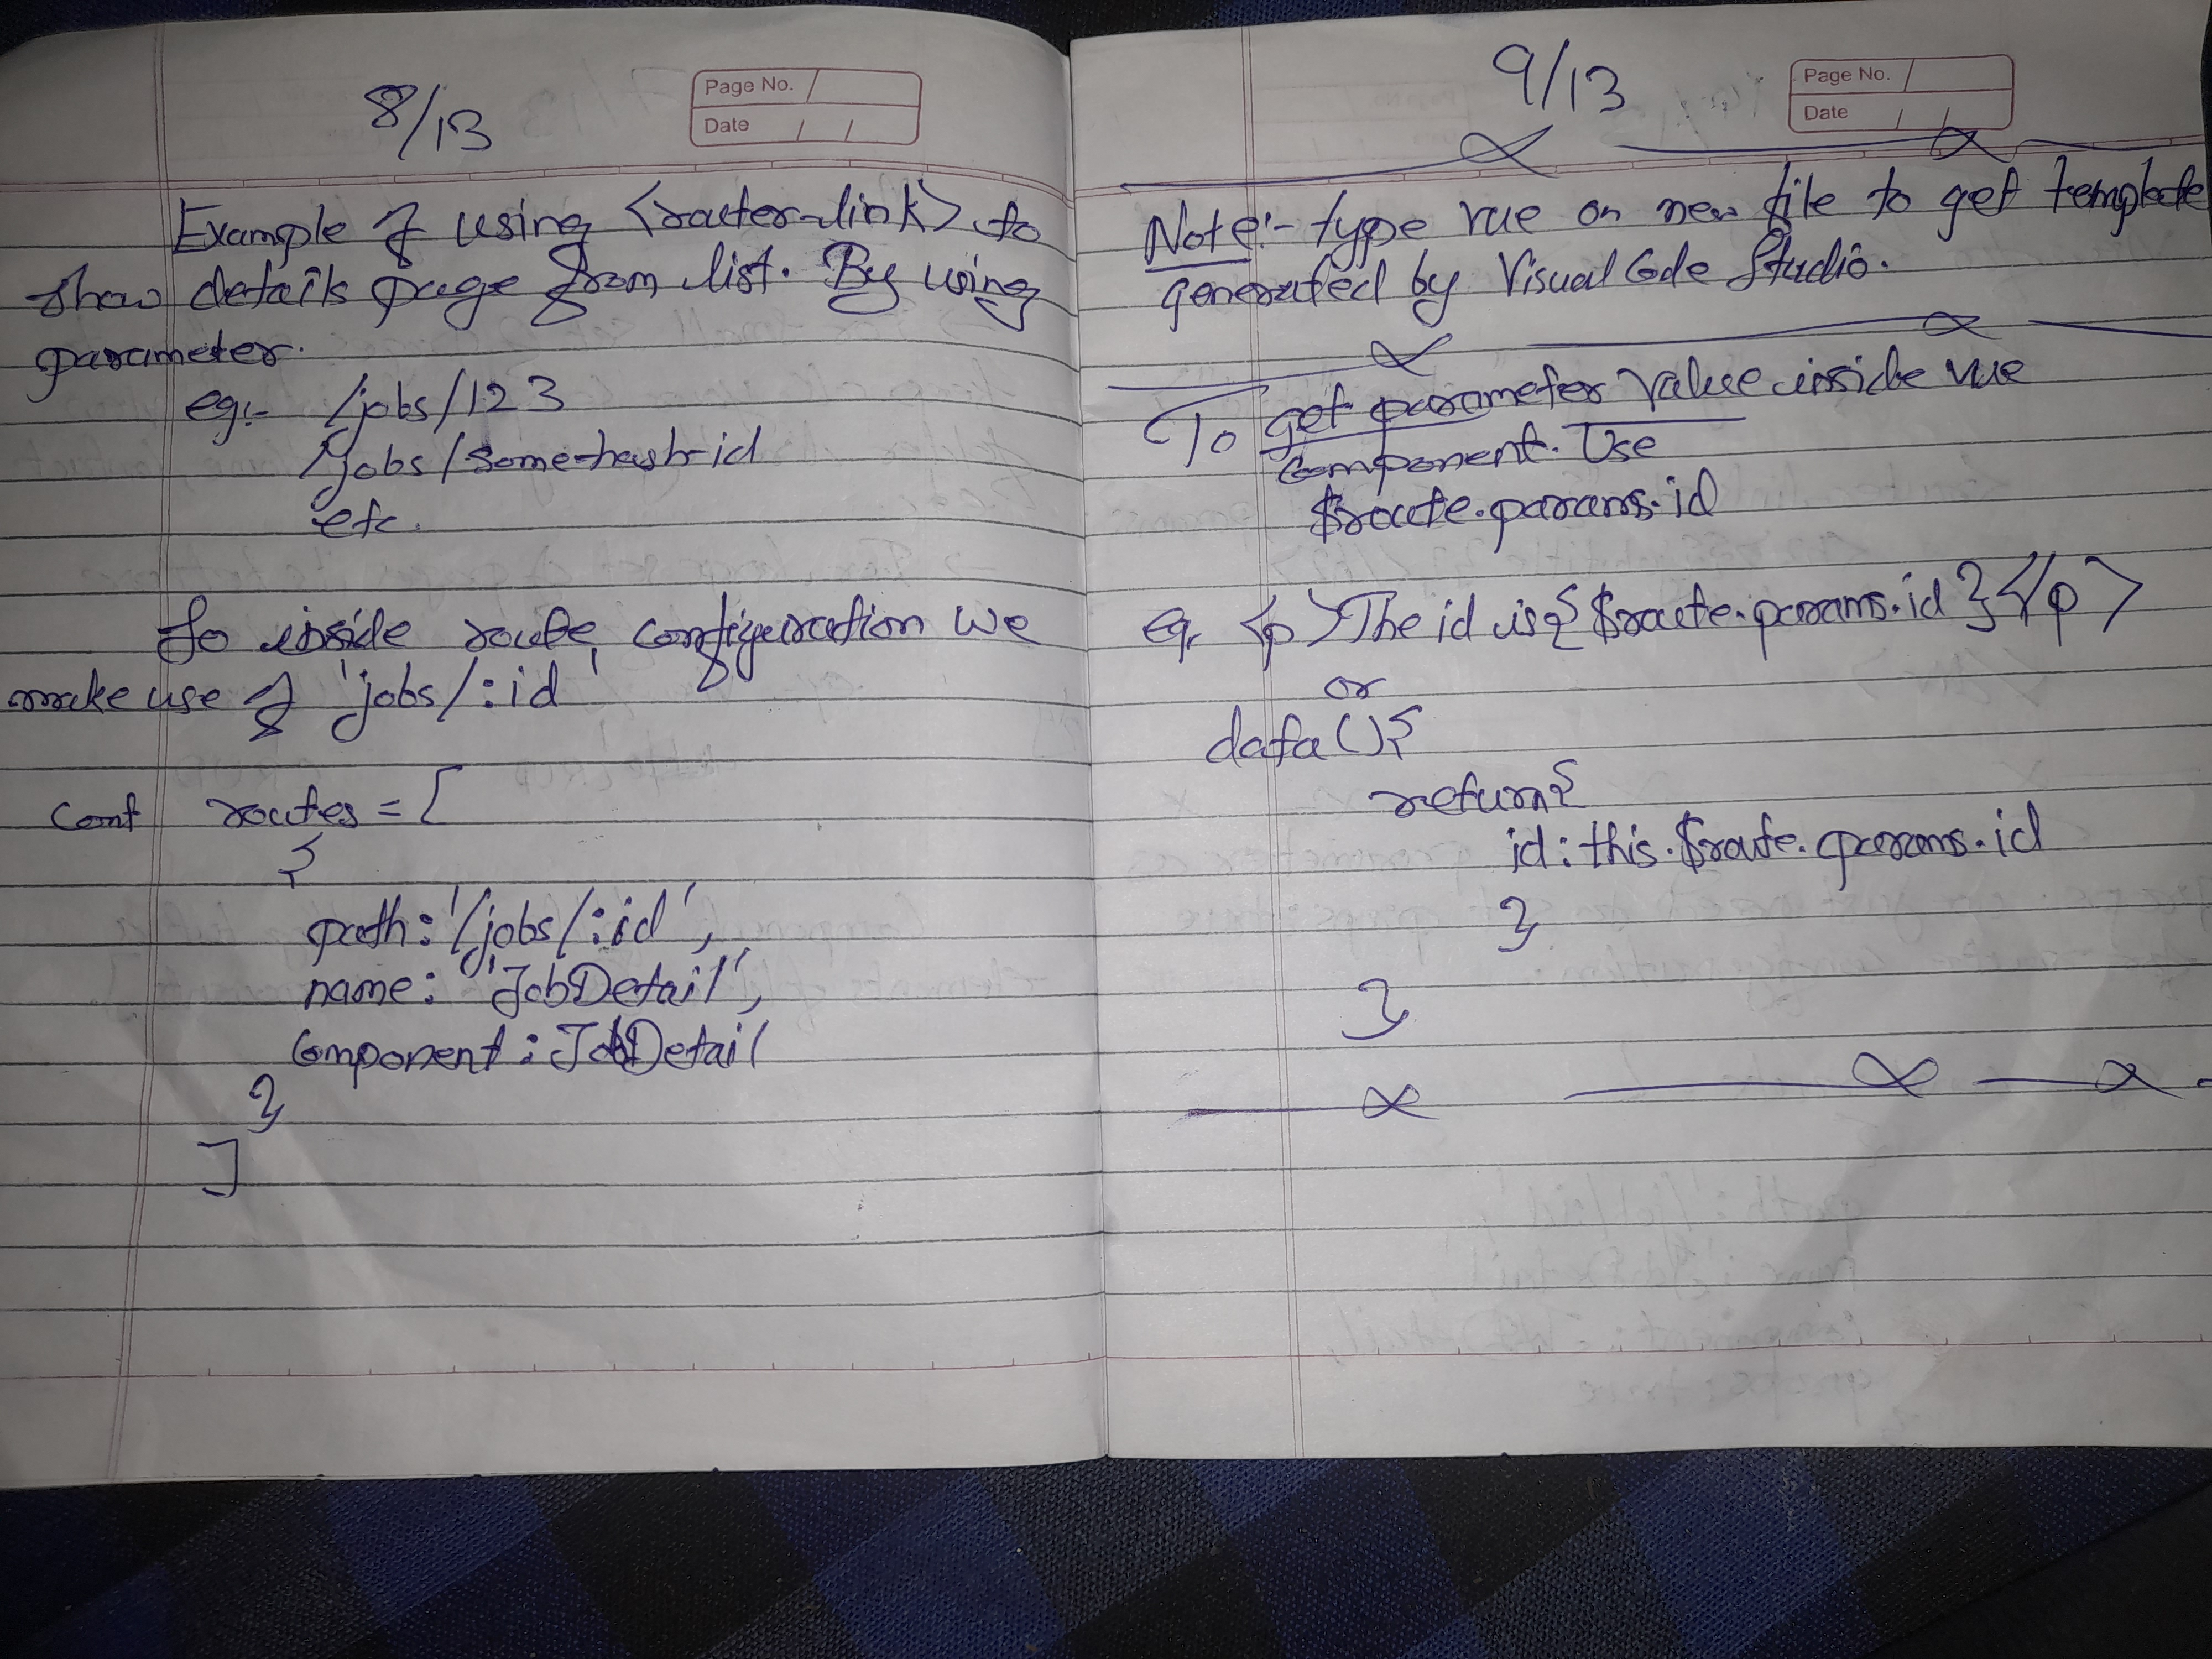 8/13
Page No.
Date / /
Example of using <router-link> to
show details page from list. By using
parameter.
eg:- /jobs/123
/jobs/some-hash-id
etc.
So inside route configuration we
make use of 'jobs/:id'
const routes = [
{
path: '/jobs/:id',
name: 'JobDetail',
component: JobDetail
}
]
9/13
Page No.
Date / /
Note:- type vue on new file to get template
generated by Visual Code Studio.
To get parameter value inside vue
component. Use
$route.params.id
eg, <p>The id is {{ $route.params.id }}</p>
or
data(){
return{
id: this.$route.params.id
}
}